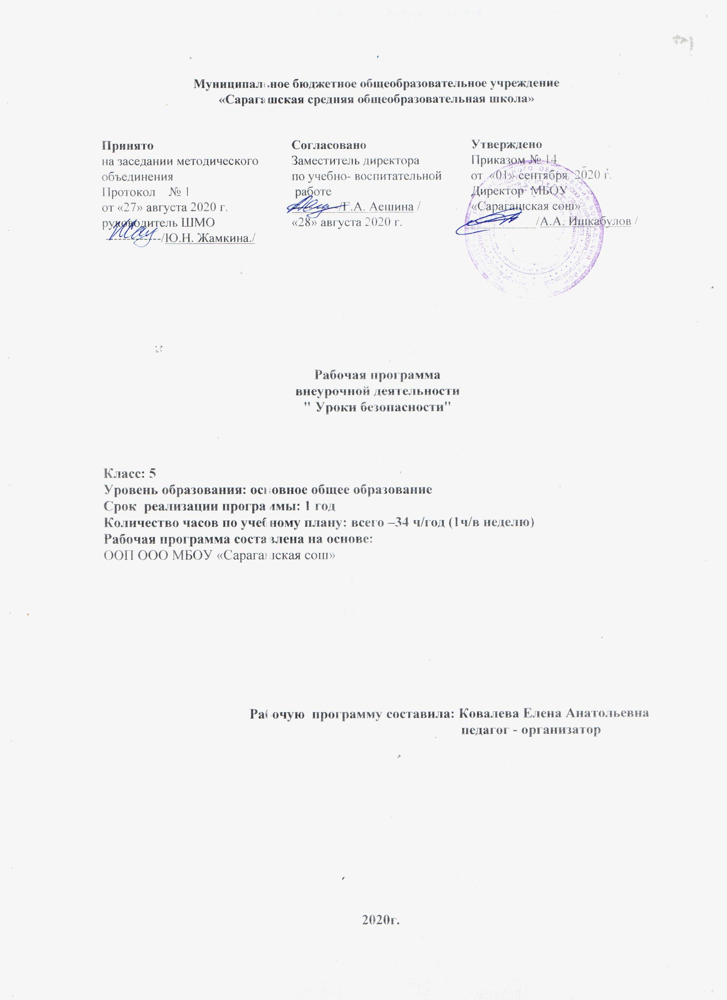 Муниципальное бюджетное общеобразовательное учреждение
«Сарагашская средняя общеобразовательная школа»
Принято
на заседании методического
объединения
Протокол № 1
от «27» августа 2020 г.
руководитель ШМО
/Ю.Н. Жамкина./
Согласовано
Заместитель директора
по учебно- воспитательной
работе
/Г.А. Аешина /
«28» августа 2020 г.
Утверждено
Приказом № 14
от «01» сентября 2020 г.
Директор МБОУ
«Сарагашская сош»
/А.А. Ишкабулов /
Рабочая программа
внеурочной деятельности
" Уроки безопасности"
Класс: 5
Уровень образования: основное общее образование
Срок реализации программы: 1 год
Количество часов по учебному плану: всего –34 ч/год (1ч/в неделю)
Рабочая программа составлена на основе:
ООП ООО МБОУ «Сарагашская сош»
Рабочую программу составила: Ковалева Елена Анатольевна
педагог - организатор
2020г.